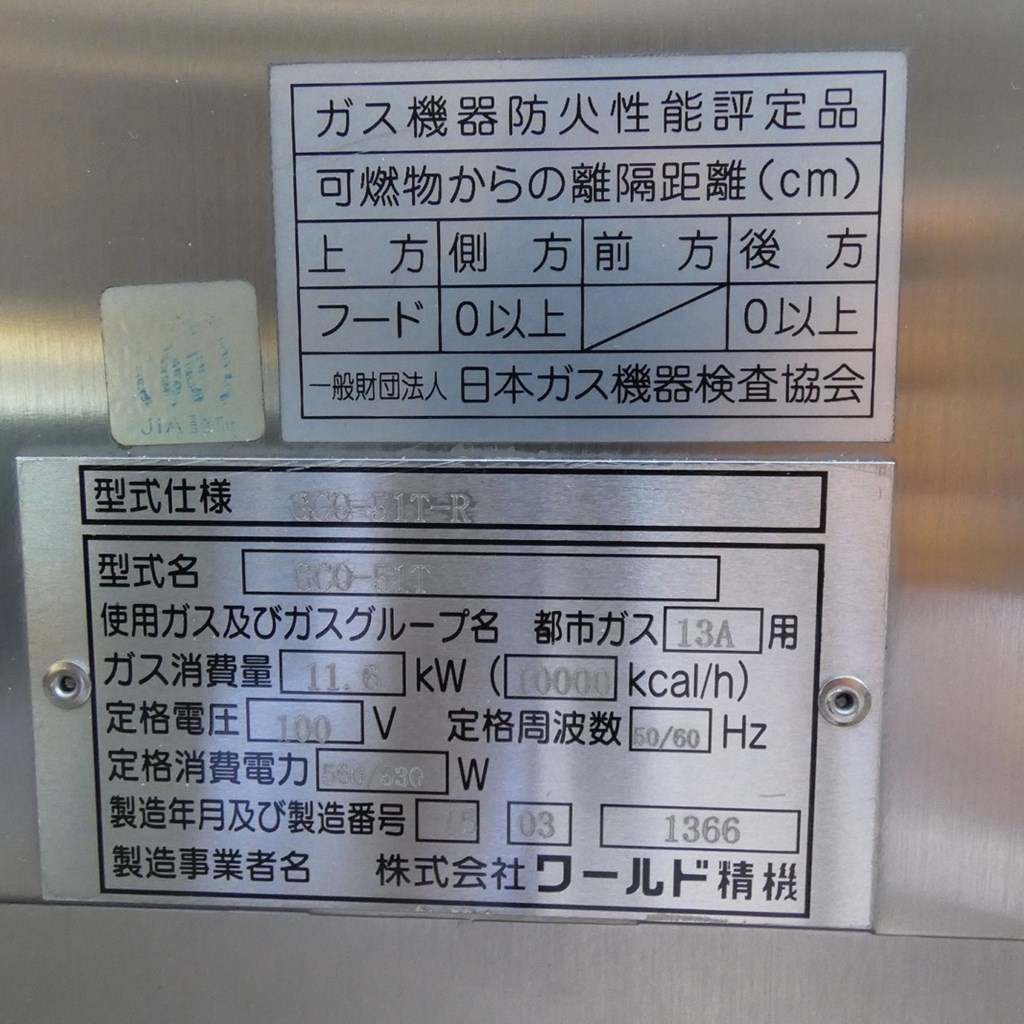 ガス機器防火性能評定品
可燃物からの離隔距離(cm)
上方 側方 前方 後方
フード 0以上 0以上
一般財団法人 日本ガス機器検査協会
JIA
型式仕様 GCO-51T-R
型式名 GCO-51T
使用ガス及びガスグループ名 都市ガス 13A 用
ガス消費量 11.6 kW (10000 kcal/h)
定格電圧 100 V 定格周波数 50/60 Hz
定格消費電力 W
製造年月及び製造番号 03 1366
製造事業者名 株式会社ワールド精機